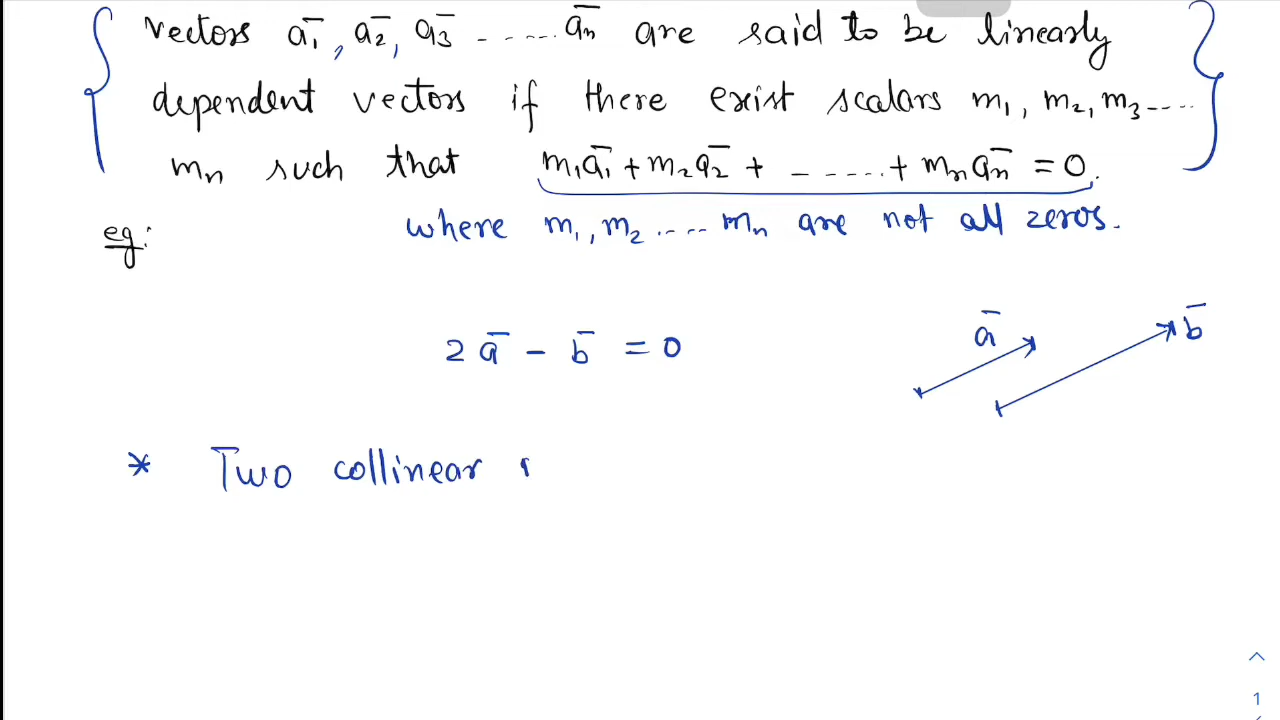 vectors a̅₁, a̅₂, a̅₃ ------ a̅ₙ are said to be linearly
dependent vectors if there exist scalars m₁, m₂, m₃-----
mₙ such that m₁a̅₁ + m₂a̅₂ + ------ + mₙa̅ₙ = 0.
where m₁, m₂ ----- mₙ are not all zeros.
eg:
2a̅ - b̅ = 0
a̅
b̅
* Two collinear
1